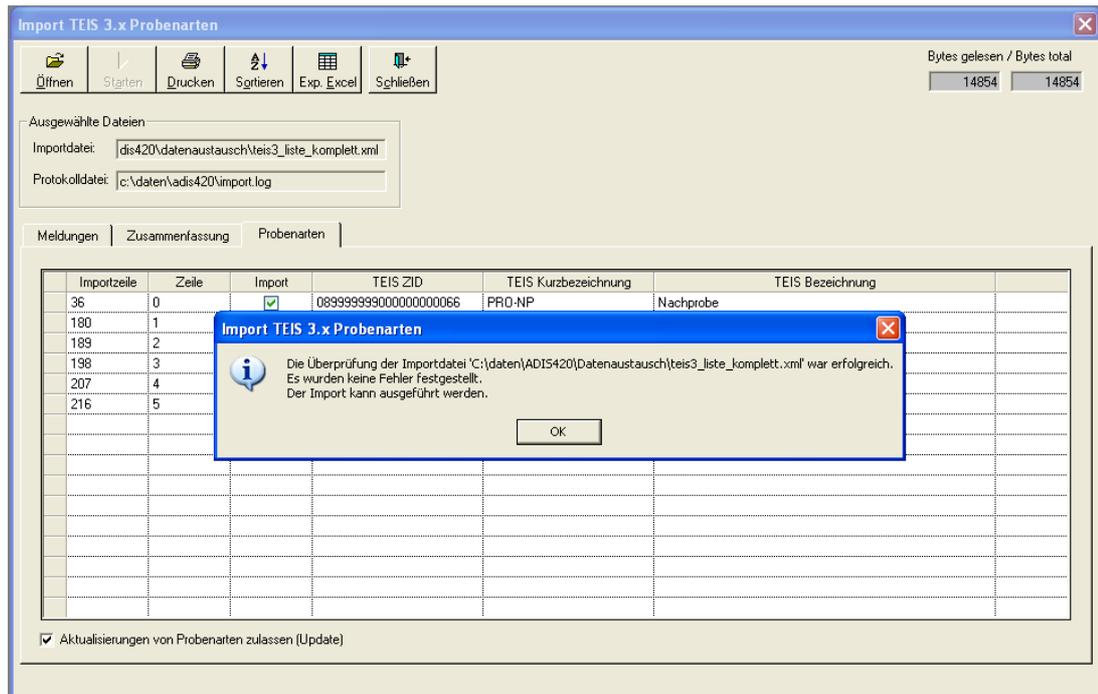 Import TEIS 3.x Probenarten
Öffnen Starten Drucken Sortieren Exp. Excel Schließen
Bytes gelesen / Bytes total
14854 14854
Ausgewählte Dateien
Importdatei: dis420\datenaustausch\teis3_liste_komplett.xml
Protokolldatei: c:\daten\adis420\import.log
Meldungen Zusammenfassung Probenarten
Importzeile Zeile Import TEIS ZID TEIS Kurzbezeichnung TEIS Bezeichnung
36 0 PRO-NP Nachprobe
180 1
189 2
198 3
207 4
216 5
Import TEIS 3.x Probenarten
Die Überprüfung der Importdatei 'C:\daten\ADIS420\Datenaustausch\teis3_liste_komplett.xml' war erfolgreich.
Es wurden keine Fehler festgestellt.
Der Import kann ausgeführt werden.
OK
Aktualisierungen von Probenarten zulassen (Update)